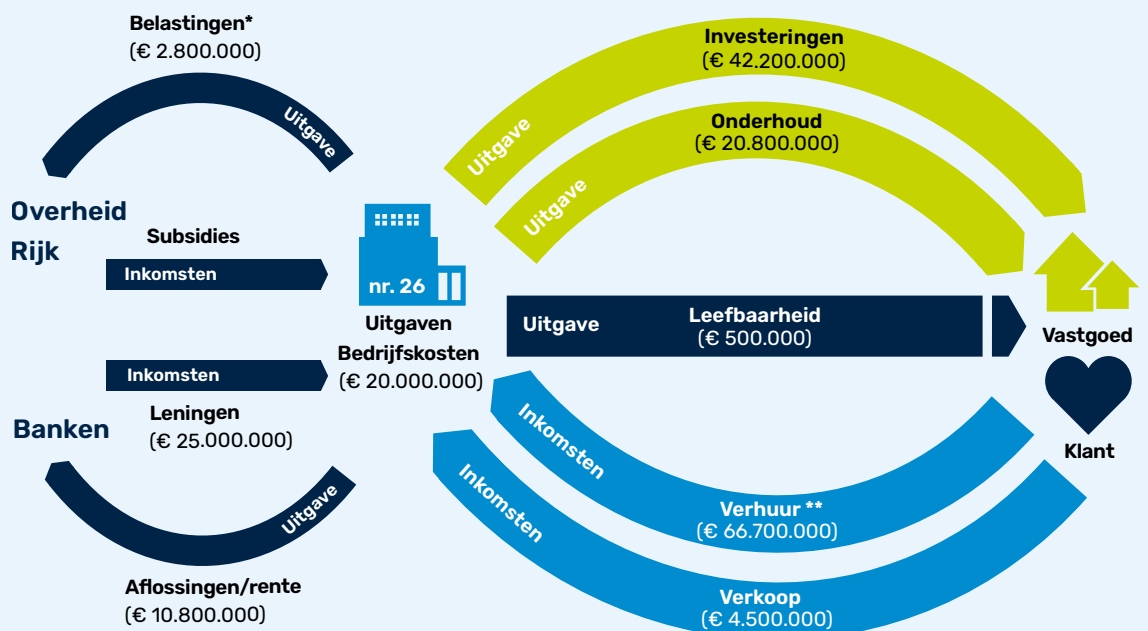 Belastingen*
(€ 2.800.000)
Uitgave
Overheid
Rijk
Subsidies
Inkomsten
Inkomsten
Leningen
(€ 25.000.000)
Banken
Uitgave
Aflossingen/rente
(€ 10.800.000)
nr. 26
Uitgaven
Bedrijfskosten
(€ 20.000.000)
Investeringen
(€ 42.200.000)
Uitgave
Onderhoud
(€ 20.800.000)
Uitgave
Uitgave
Leefbaarheid
(€ 500.000)
Vastgoed
Klant
Inkomsten
Verhuur **
(€ 66.700.000)
Inkomsten
Verkoop
(€ 4.500.000)